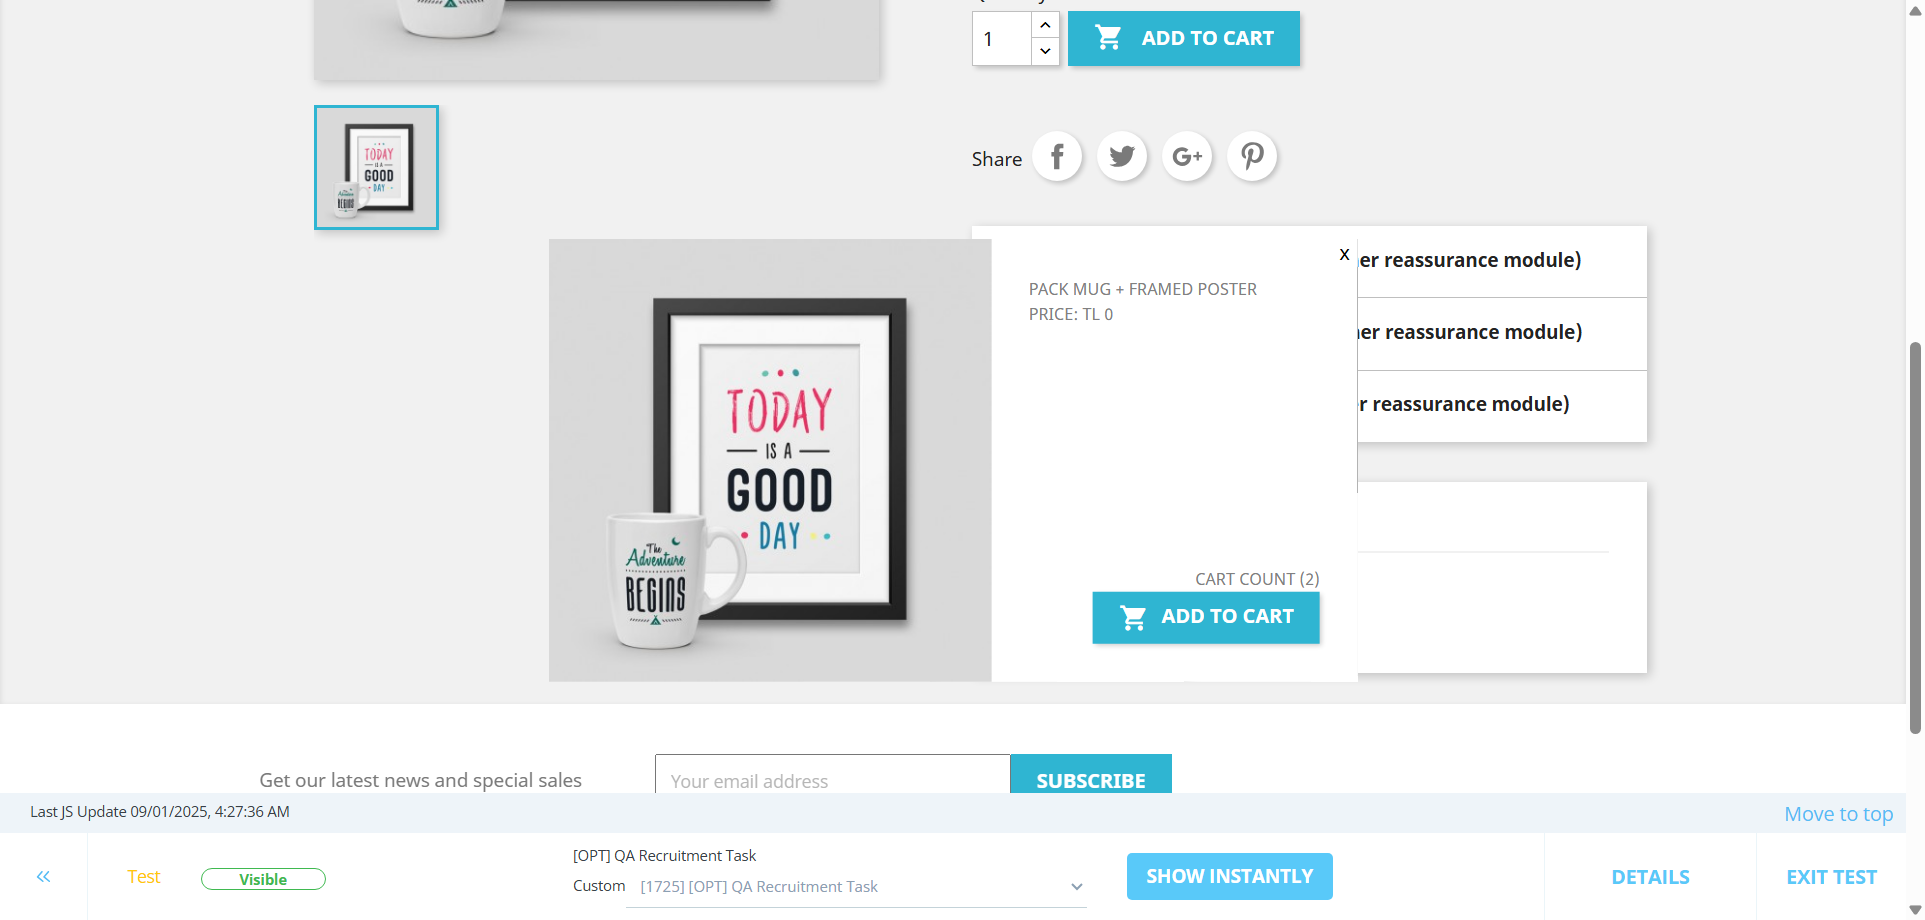 1
ADD TO CART
TODAY
IS A
GOOD
DAY
Adventure
BEGINS
Share
er reassurance module)
er reassurance module)
r reassurance module)
X
PACK MUG + FRAMED POSTER
PRICE: TL 0
TODAY
IS A
GOOD
DAY
The
Adventure
BEGINS
CART COUNT (2)
ADD TO CART
Get our latest news and special sales
Your email address
SUBSCRIBE
Last JS Update 09/01/2025, 4:27:36 AM
Move to top
Test
Visible
[OPT] QA Recruitment Task
Custom
[1725] [OPT] QA Recruitment Task
SHOW INSTANTLY
DETAILS
EXIT TEST